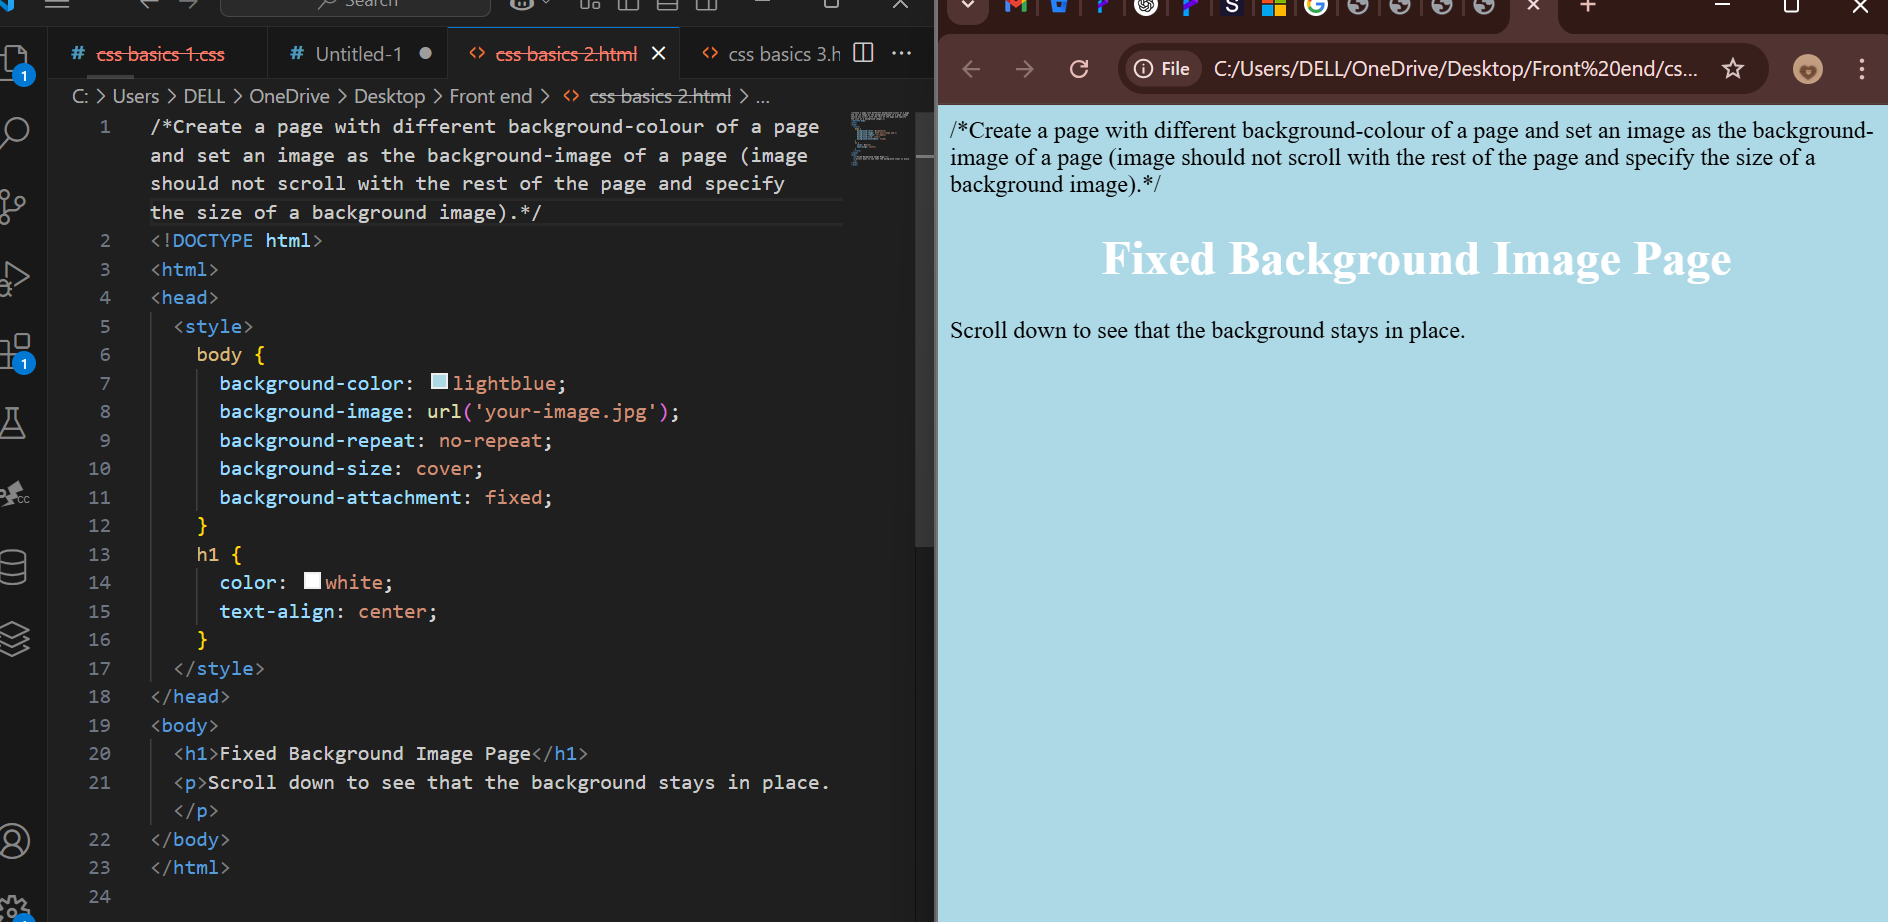 Search
css basics 1.css
Untitled-1
css basics 2.html
css basics 3.h
C: > Users > DELL > OneDrive > Desktop > Front end > css basics 2.html > ...
1 /*Create a page with different background-colour of a page
and set an image as the background-image of a page (image
should not scroll with the rest of the page and specify
the size of a background image).*/
2 <!DOCTYPE html>
3 <html>
4 <head>
5 <style>
6 body {
7 background-color: lightblue;
8 background-image: url('your-image.jpg');
9 background-repeat: no-repeat;
10 background-size: cover;
11 background-attachment: fixed;
12 }
13 h1 {
14 color: white;
15 text-align: center;
16 }
17 </style>
18 </head>
19 <body>
20 <h1>Fixed Background Image Page</h1>
21 <p>Scroll down to see that the background stays in place.
</p>
22 </body>
23 </html>
24
1
1
CC
File C:/Users/DELL/OneDrive/Desktop/Front%20end/cs...
/*Create a page with different background-colour of a page and set an image as the background-
image of a page (image should not scroll with the rest of the page and specify the size of a
background image).*/
Fixed Background Image Page
Scroll down to see that the background stays in place.